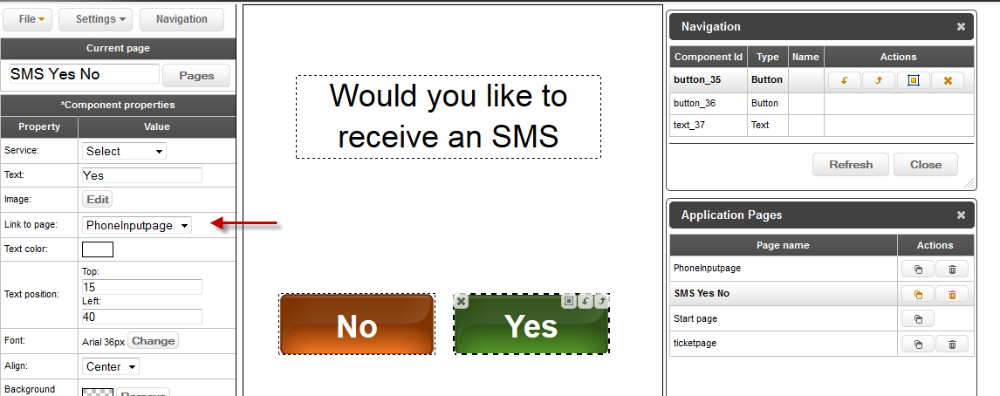 File Settings Navigation
Current page
SMS Yes No Pages
*Component properties
Property Value
Service: Select
Text: Yes
Image: Edit
Link to page: PhoneInputpage
Text color:
Text position:
Top:
15
Left:
40
Font: Arial 36px Change
Align: Center
Background
Remove
Would you like to
receive an SMS
No Yes
Navigation
Component Id Type Name Actions
button_35 Button
button_36 Button
text_37 Text
Refresh Close
Application Pages
Page name Actions
PhoneInputpage
SMS Yes No
Start page
ticketpage